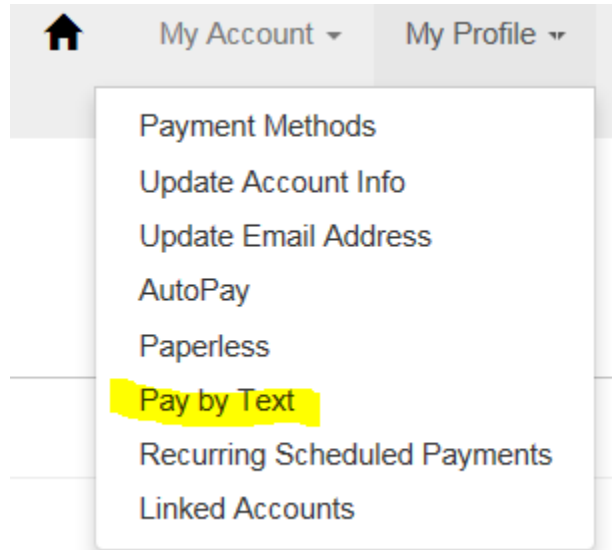 My Account My Profile
Payment Methods
Update Account Info
Update Email Address
AutoPay
Paperless
Pay by Text
Recurring Scheduled Payments
Linked Accounts